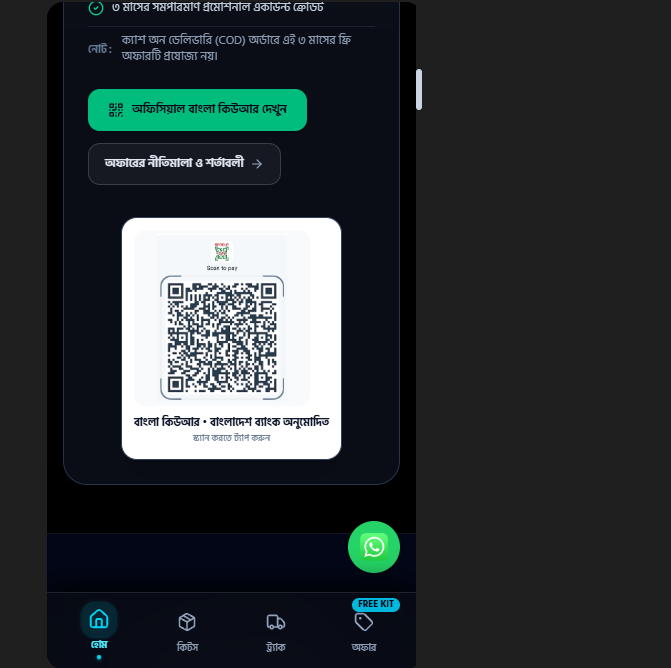 ৩ মাসের সমপরিমাণ প্রমোশনাল একাউন্ট ক্রেডিট
নোট: ক্যাশ অন ডেলিভারি (COD) অর্ডারে এই ৩ মাসের ফ্রি
অফারটি প্রযোজ্য নয়।
অফিসিয়াল বাংলা কিউআর দেখুন
অফারের নীতিমালা ও শর্তাবলী →
Scan to pay
বাংলা কিউআর • বাংলাদেশ ব্যাংক অনুমোদিত
স্ক্যান করতে ট্যাপ করুন
FREE KIT
হোম
কিটস
ট্র্যাক
অফার